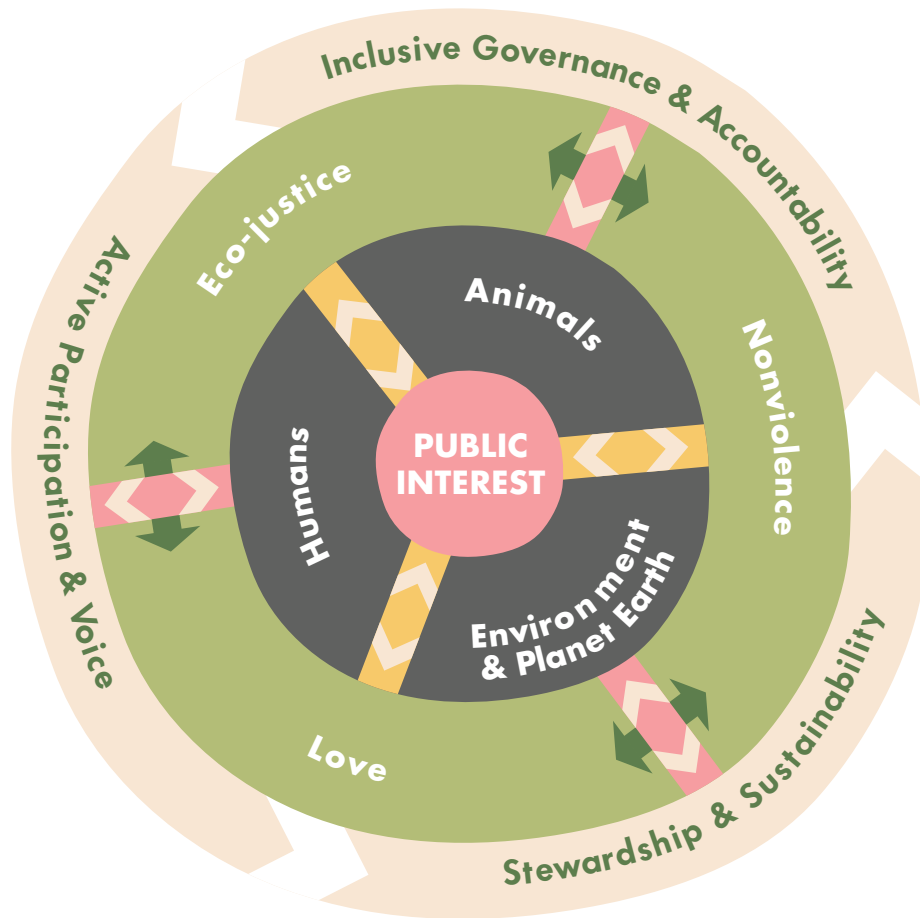 Inclusive Governance & Accountability
Eco-justice
Animals
Active Participation & Voice
Nonviolence
PUBLIC
INTEREST
Humans
Environment
& Planet Earth
Love
Stewardship & Sustainability